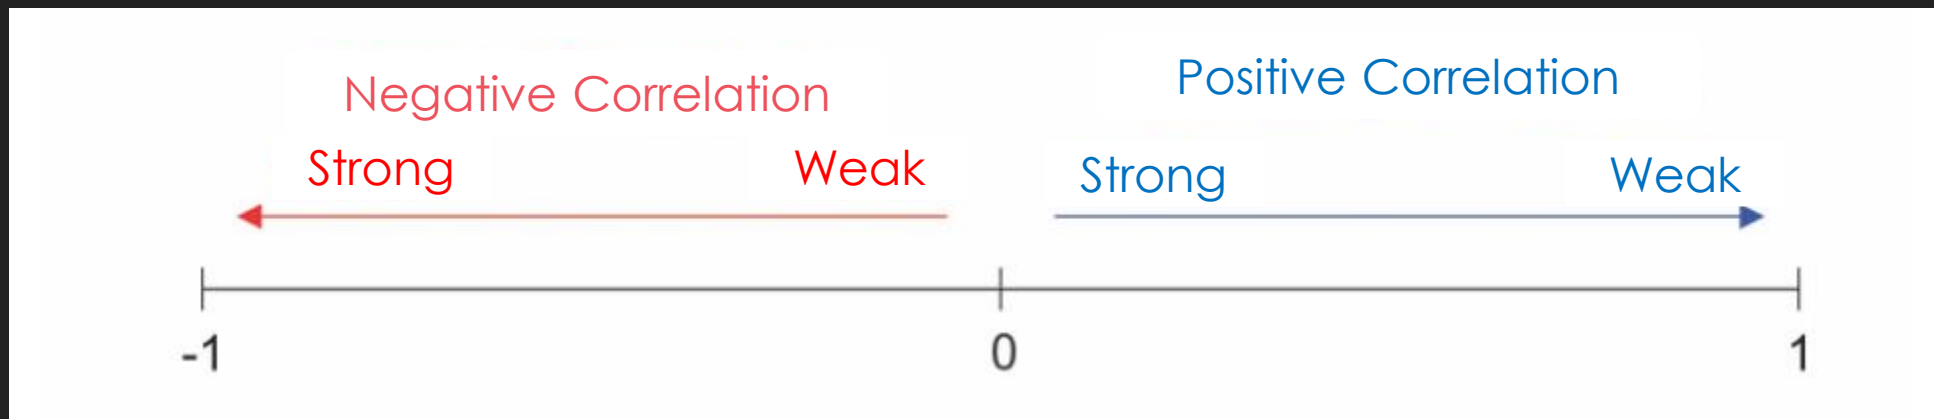 Negative Correlation
Positive Correlation
Strong Weak
Strong Weak
-1 0 1